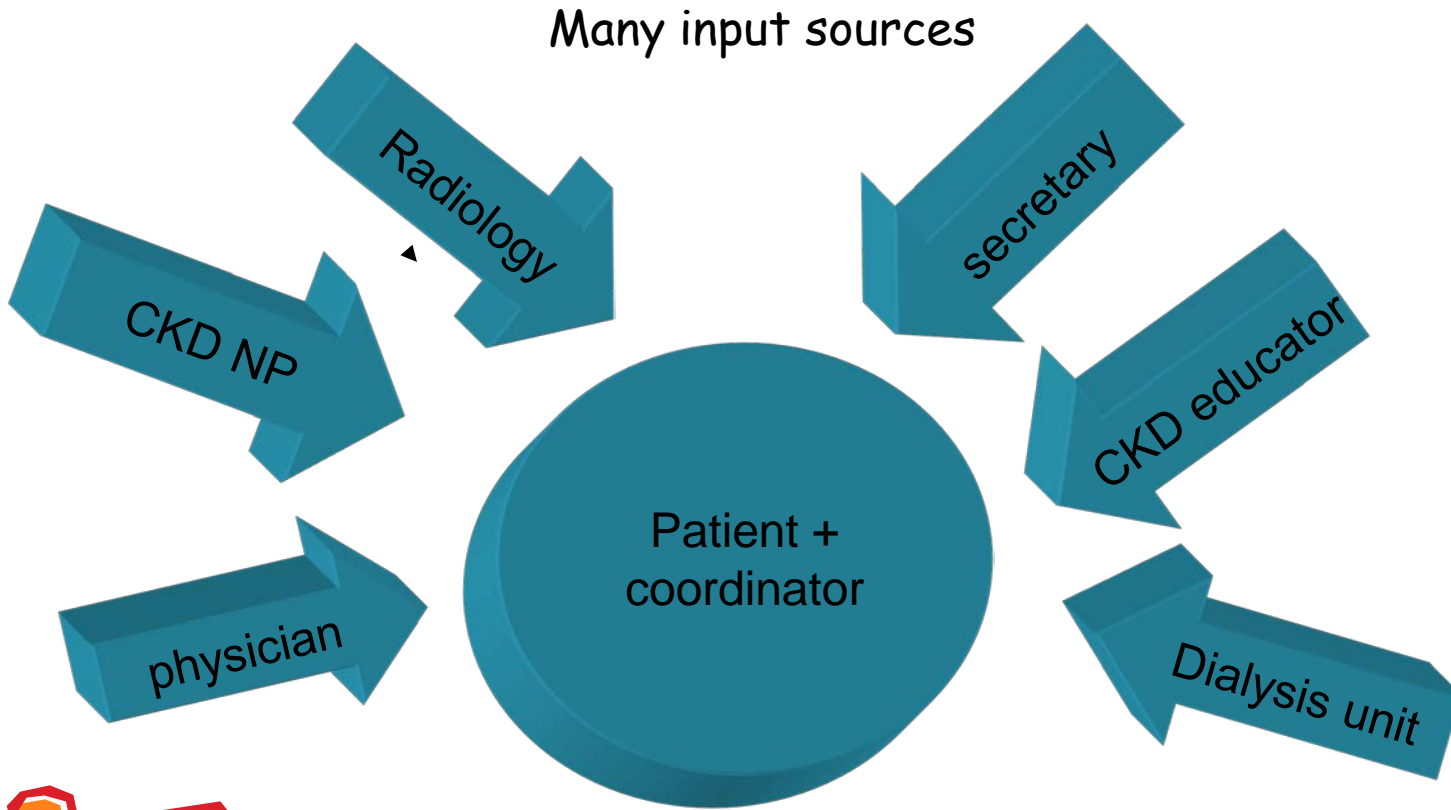 Many input sources
Radiology
secretary
CKD NP
CKD educator
Patient +
coordinator
physician
Dialysis unit